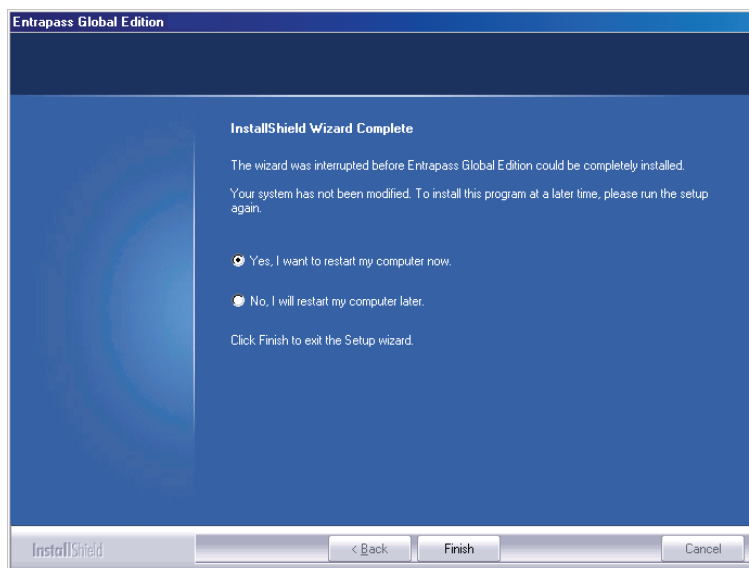 Entrapass Global Edition
InstallShield Wizard Complete
The wizard was interrupted before Entrapass Global Edition could be completely installed.
Your system has not been modified. To install this program at a later time, please run the setup
again.
Yes, I want to restart my computer now.
No, I will restart my computer later.
Click Finish to exit the Setup wizard.
InstallShield
< Back
Finish
Cancel